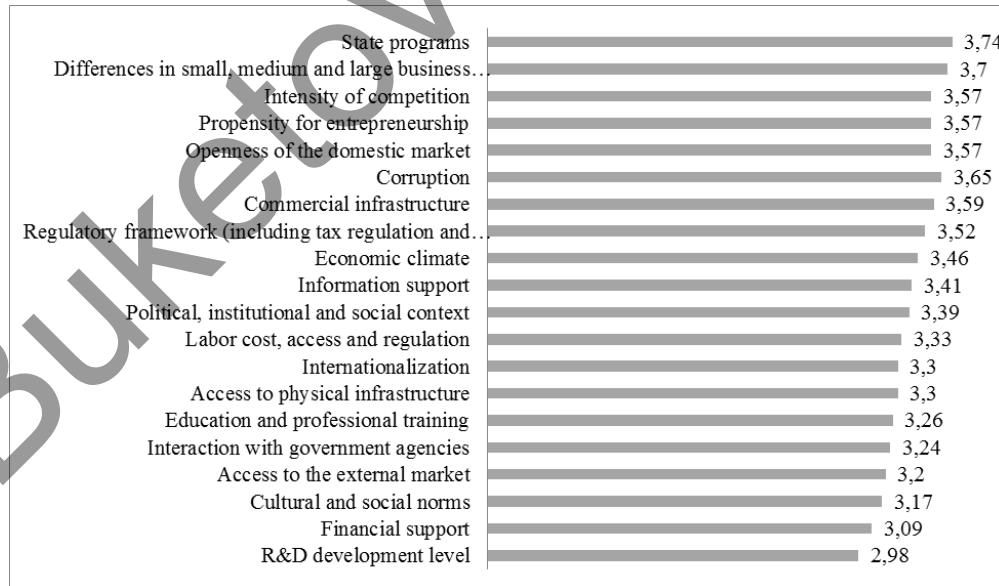 State programs 3,74
Differences in small, medium and large business… 3,7
Intensity of competition 3,57
Propensity for entrepreneurship 3,57
Openness of the domestic market 3,57
Corruption 3,65
Commercial infrastructure 3,59
Regulatory framework (including tax regulation and… 3,52
Economic climate 3,46
Information support 3,41
Political, institutional and social context 3,39
Labor cost, access and regulation 3,33
Internationalization 3,3
Access to physical infrastructure 3,3
Education and professional training 3,26
Interaction with government agencies 3,24
Access to the external market 3,2
Cultural and social norms 3,17
Financial support 3,09
R&D development level 2,98
Buketov